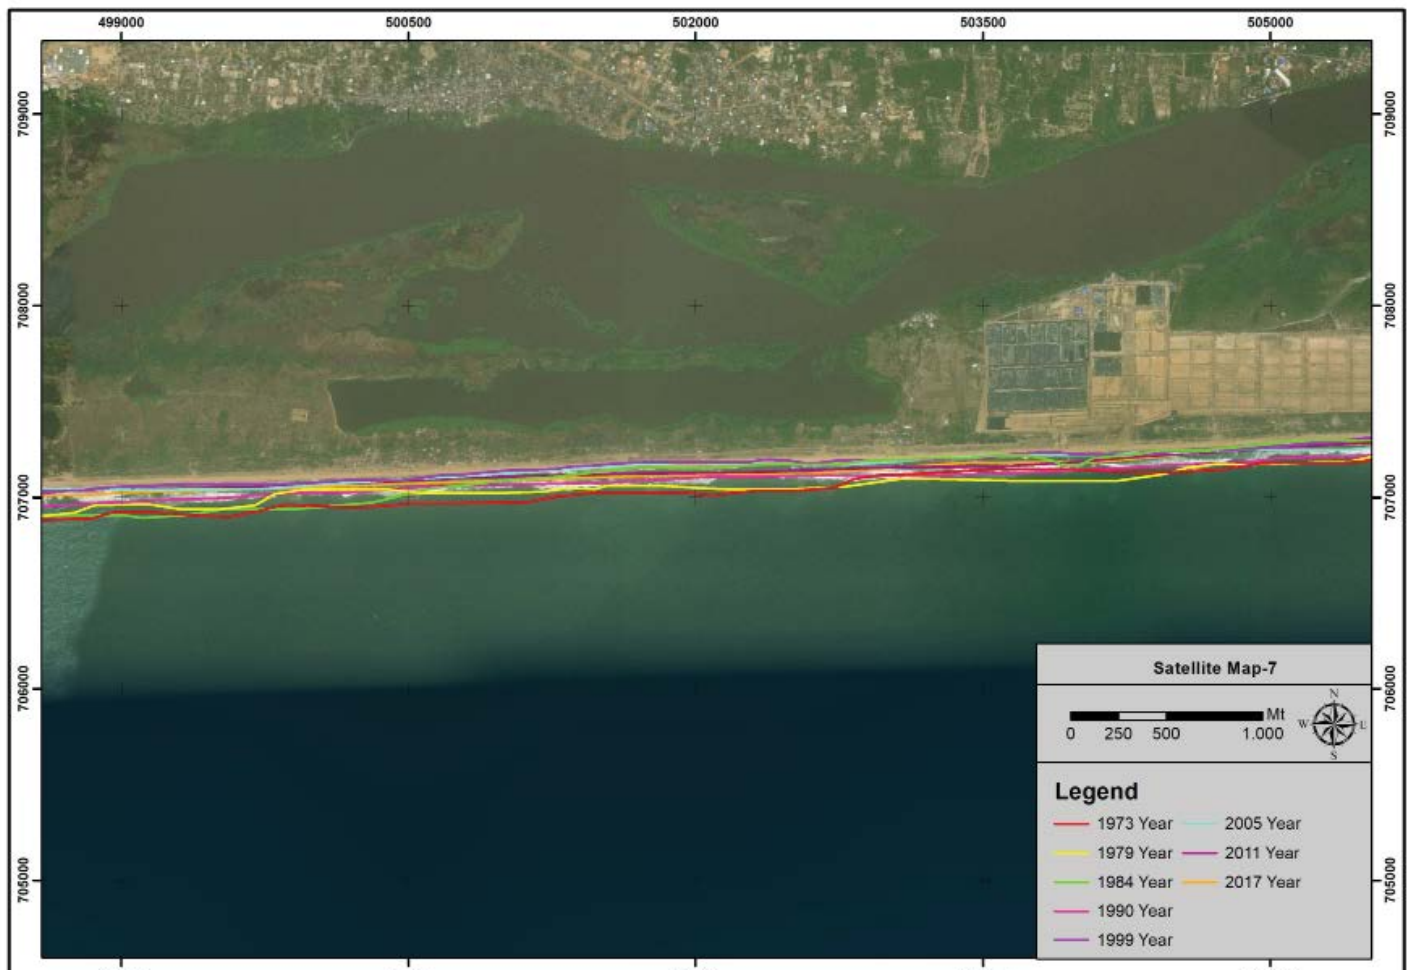 499000 500500 502000 503500 505000
709000 709000
708000 708000
707000 707000
706000 706000
705000 705000
Satellite Map-7
N
W E
S
Mt
0 250 500 1.000
Legend
1973 Year 2005 Year
1979 Year 2011 Year
1984 Year 2017 Year
1990 Year
1999 Year